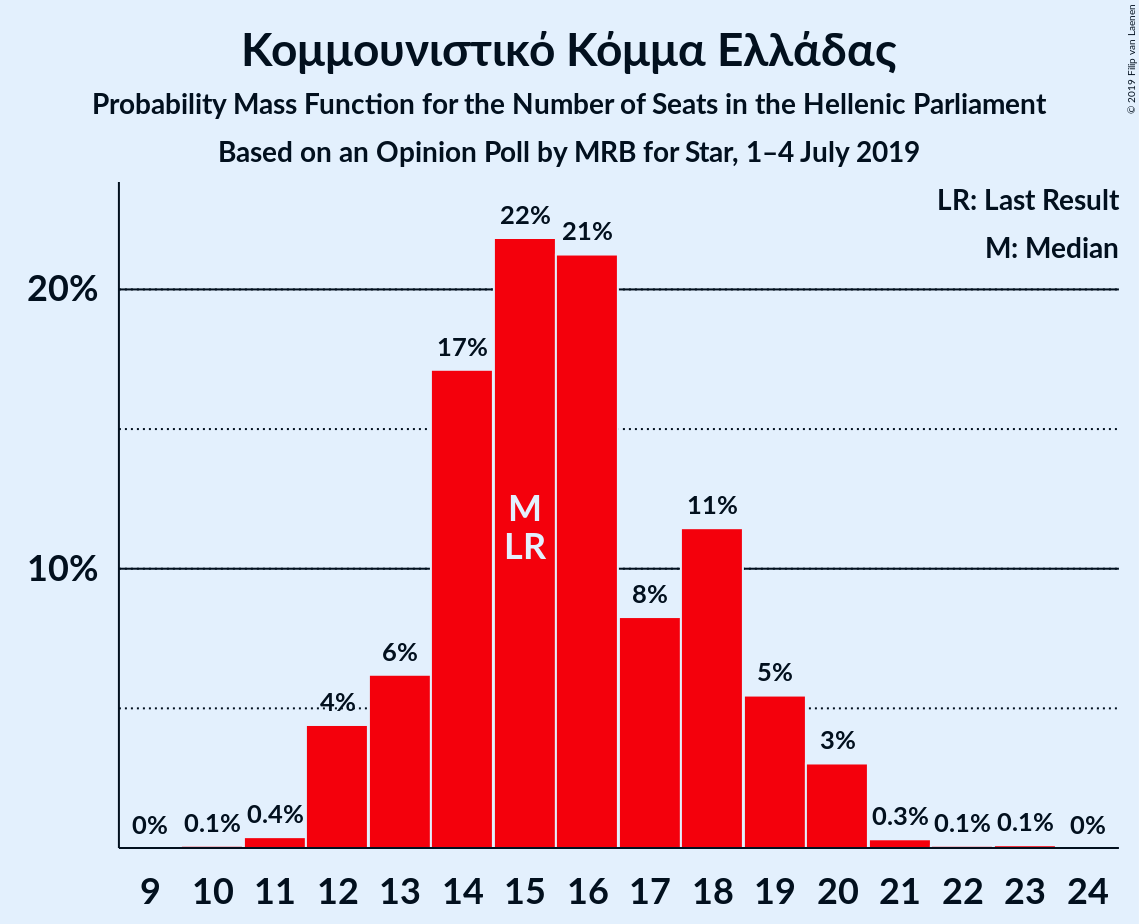 Κομμουνιστικό Κόμμα Ελλάδας
Probability Mass Function for the Number of Seats in the Hellenic Parliament
Based on an Opinion Poll by MRB for Star, 1–4 July 2019
© 2019 Filip van Laenen
LR: Last Result
M: Median
20%
10%
0%
0.1%
0.4%
4%
6%
17%
22%
21%
8%
11%
5%
3%
0.3%
0.1%
0.1%
0%
M
LR
9 10 11 12 13 14 15 16 17 18 19 20 21 22 23 24